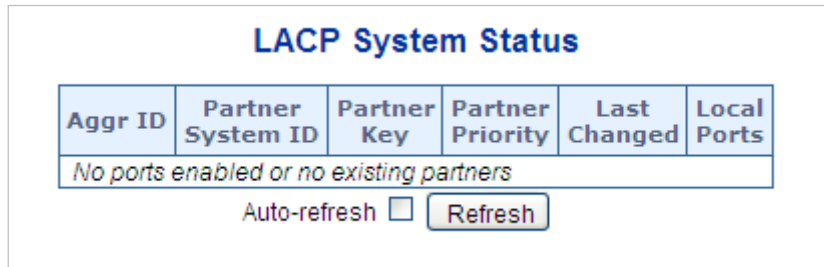 LACP System Status
Aggr ID Partner System ID Partner Key Partner Priority Last Changed Local Ports
No ports enabled or no existing partners
Auto-refresh Refresh